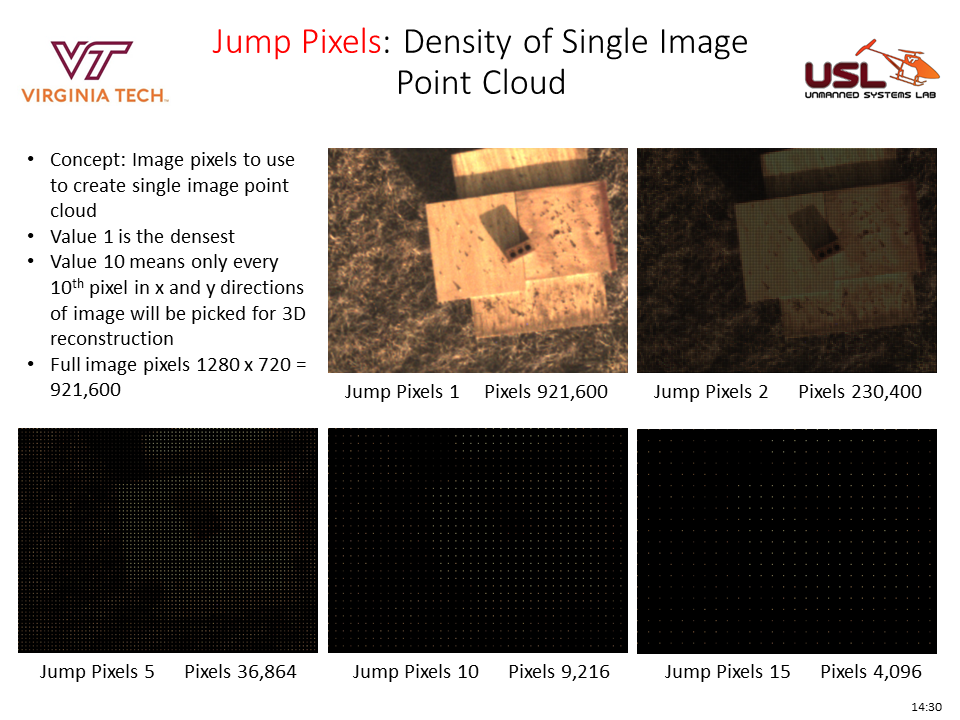 Jump Pixels: Density of Single Image
Point Cloud
VT
VIRGINIA TECH™
USL
UNMANNED SYSTEMS LAB
• Concept: Image pixels to use
to create single image point
cloud
• Value 1 is the densest
• Value 10 means only every
10th pixel in x and y directions
of image will be picked for 3D
reconstruction
• Full image pixels 1280 x 720 =
921,600
Jump Pixels 1 Pixels 921,600
Jump Pixels 2 Pixels 230,400
Jump Pixels 5 Pixels 36,864
Jump Pixels 10 Pixels 9,216
Jump Pixels 15 Pixels 4,096
14:30